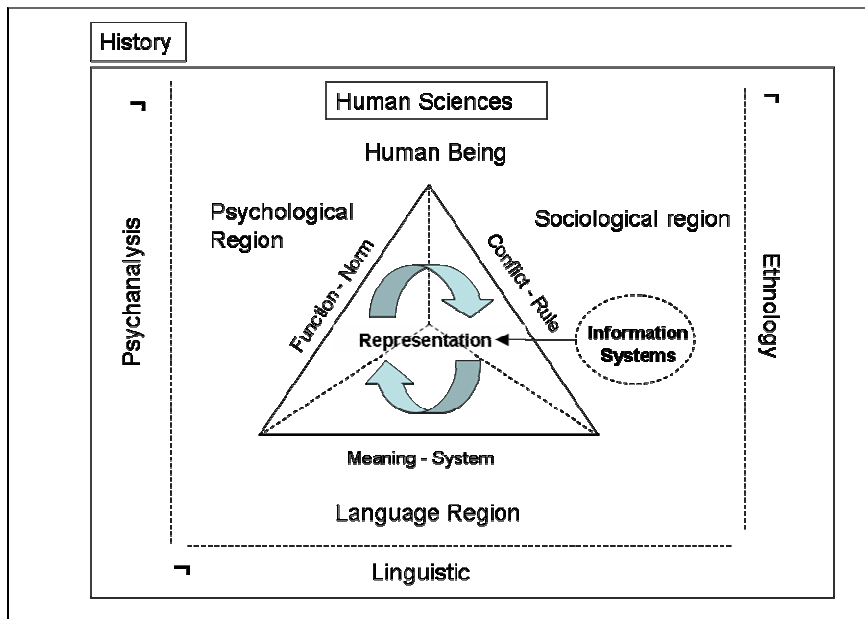 History
Human Sciences
¬
¬
Human Being
Psychological
Region
Sociological region
Psychanalysis
Function - Norm
Conflict - Rule
Ethnology
Representation
Information
Systems
Meaning - System
Language Region
¬
Linguistic